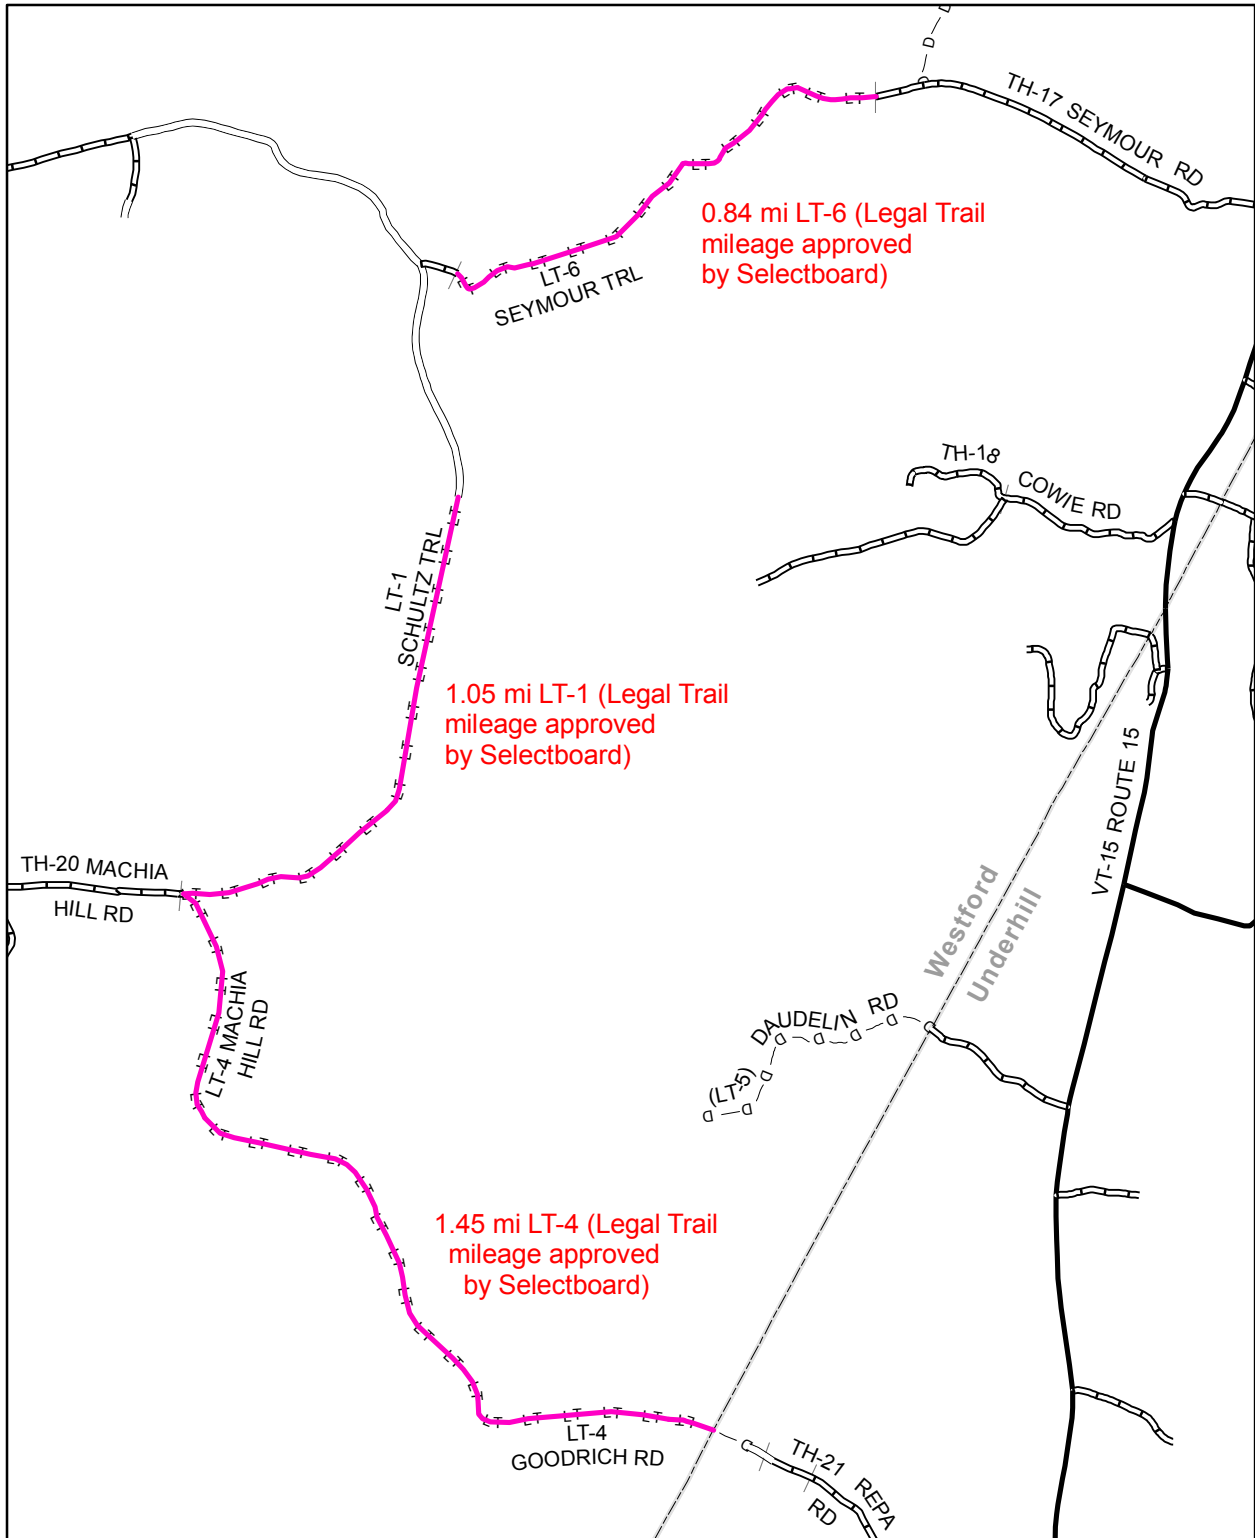 TH-17 SEYMOUR RD
0.84 mi LT-6 (Legal Trail
mileage approved
by Selectboard)
LT-6
SEYMOUR TRL
TH-18
COWIE RD
LT-1
SCHULTZ TRL
1.05 mi LT-1 (Legal Trail
mileage approved
by Selectboard)
VT-15 ROUTE 15
TH-20 MACHIA
HILL RD
Westford
Underhill
LT-4 MACHIA
HILL RD
DAUDELIN RD
(LT-5)
1.45 mi LT-4 (Legal Trail
mileage approved
by Selectboard)
LT-4
GOODRICH RD
TH-21 REPA
RD